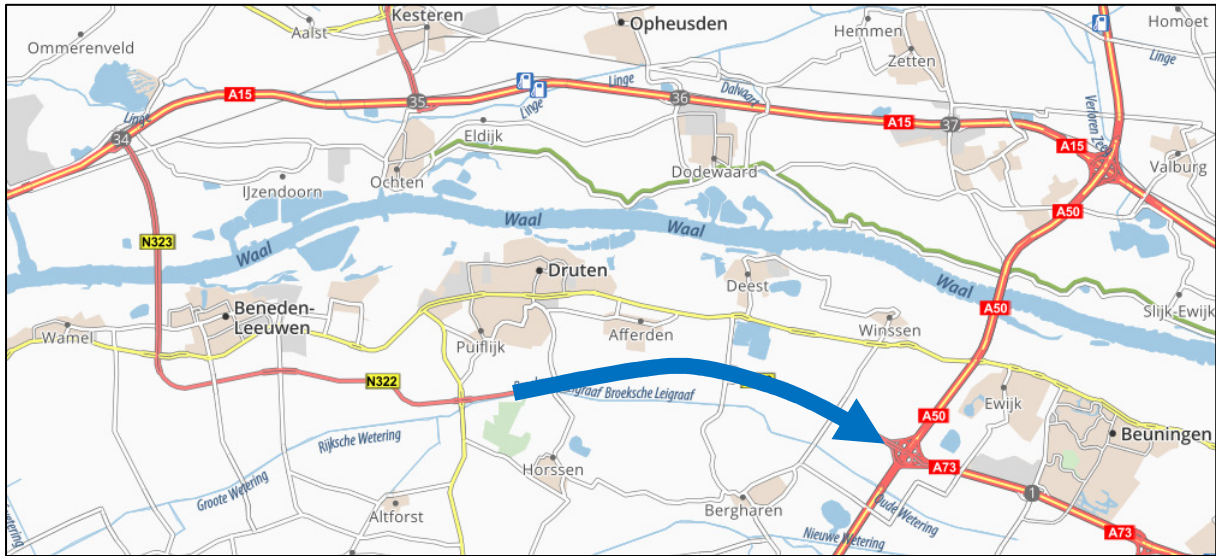 Kesteren
Aalst
Opheusden
Hemmen
Homoet
Ommerenveld
Zetten
Linge
Linge
Linge
Dalwaart
A15
35
36
Linge
Linge
A15
37
34
Eldijk
A15
Verloren Zeeg
Valburg
Ochten
Dodewaard
IJzendoorn
A50
Waal
Waal
N323
Waal
Druten
Deest
Waal
Beneden-
Leeuwen
A50
Slijk-Ewijk
Wamel
Afferden
Winssen
Puiflijk
N322
Broeksche Leigraaf
Ewijk
A50
Rijksche Wetering
Beuningen
Horssen
A73
Groote Wetering
1
Altforst
Bergharen
Oude Wetering
Nieuwe Wetering
A73